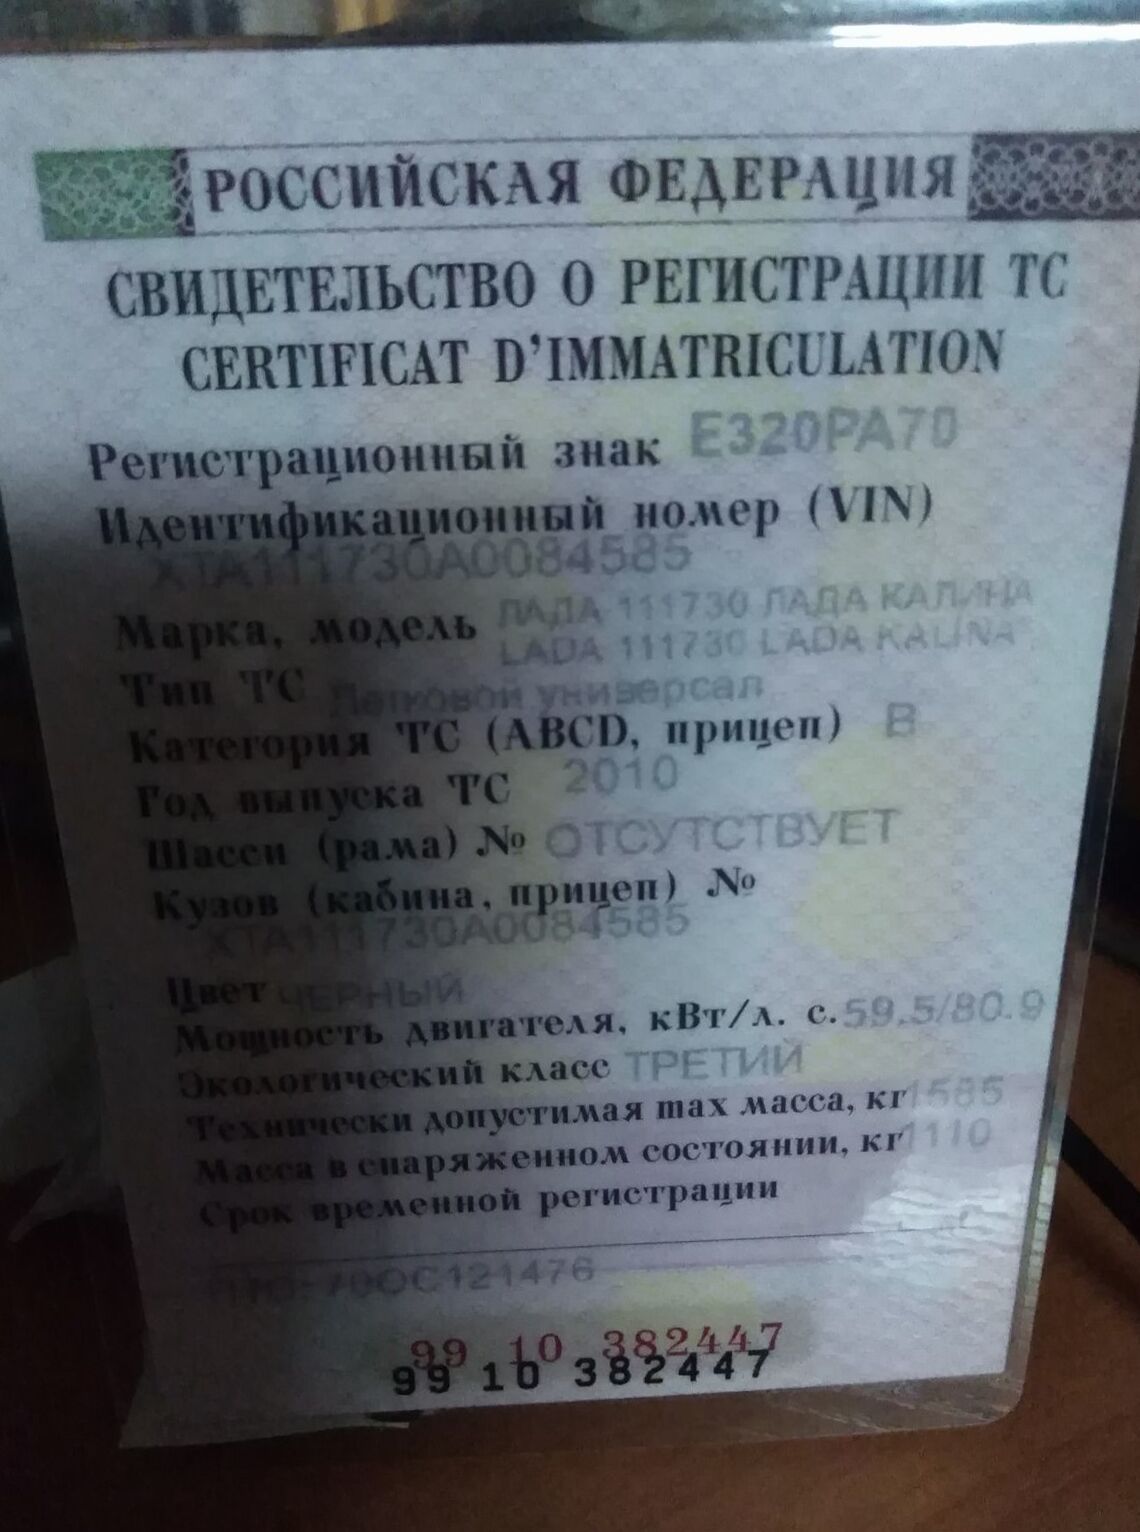 РОССИЙСКАЯ ФЕДЕРАЦИЯ
СВИДЕТЕЛЬСТВО О РЕГИСТРАЦИИ ТС
CERTIFICAT D'IMMATRICULATION
Регистрационный знак Е320РА70
Идентификационный номер (VIN)
XTA111730A0084585
Марка, модель ЛАДА 111730 ЛАДА КАЛИНА
LADA 111730 LADA KALINA
Тип ТС Легковой универсал
Категория ТС (ABCD, прицеп) B
Год выпуска ТС 2010
Шасси (рама) № ОТСУТСТВУЕТ
Кузов (кабина, прицеп) №
XTA111730A0084585
Цвет ЧЕРНЫЙ
Мощность двигателя, кВт/л. с. 59.5/80.9
Экологический класс ТРЕТИЙ
Технически допустимая max масса, кг 1585
Масса в снаряженном состоянии, кг 1110
Срок временной регистрации
70ОС121476
99 10 382447
99 10 382447